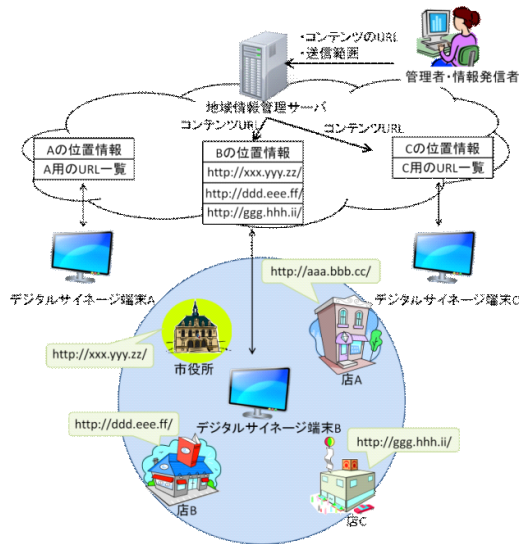 ・コンテンツのURL
・送信範囲
管理者・情報発信者
地域情報管理サーバ
コンテンツURL
コンテンツURL
Aの位置情報
A用のURL一覧
Bの位置情報
http://xxx.yyy.zz/
http://ddd.eee.ff/
http://ggg.hhh.ii/
Cの位置情報
C用のURL一覧
デジタルサイネージ端末A
デジタルサイネージ端末C
http://aaa.bbb.cc/
http://xxx.yyy.zz/
市役所
店A
デジタルサイネージ端末B
http://ddd.eee.ff/
http://ggg.hhh.ii/
店B
店C